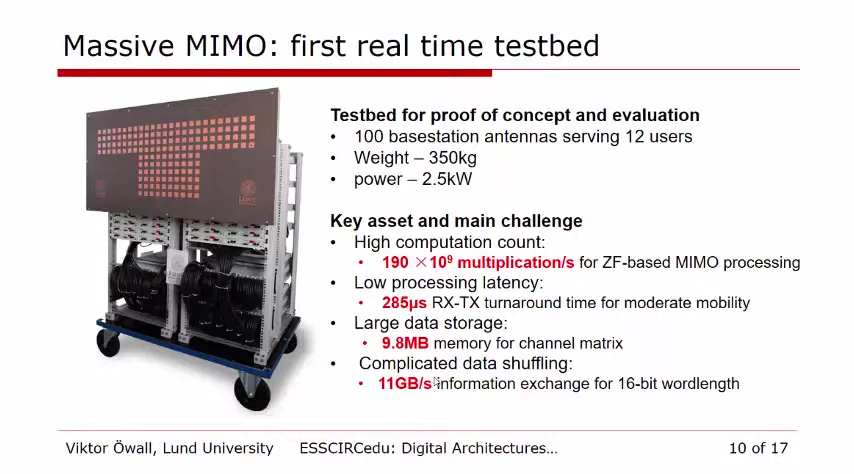 Massive MIMO: first real time testbed
Testbed for proof of concept and evaluation
• 100 basestation antennas serving 12 users
• Weight – 350kg
• power – 2.5kW
Key asset and main challenge
• High computation count:
• 190 ×10⁹ multiplication/s for ZF-based MIMO processing
• Low processing latency:
• 285µs RX-TX turnaround time for moderate mobility
• Large data storage:
• 9.8MB memory for channel matrix
• Complicated data shuffling:
• 11GB/s information exchange for 16-bit wordlength
LUND
Viktor Öwall, Lund University ESSCIRCedu: Digital Architectures… 10 of 17